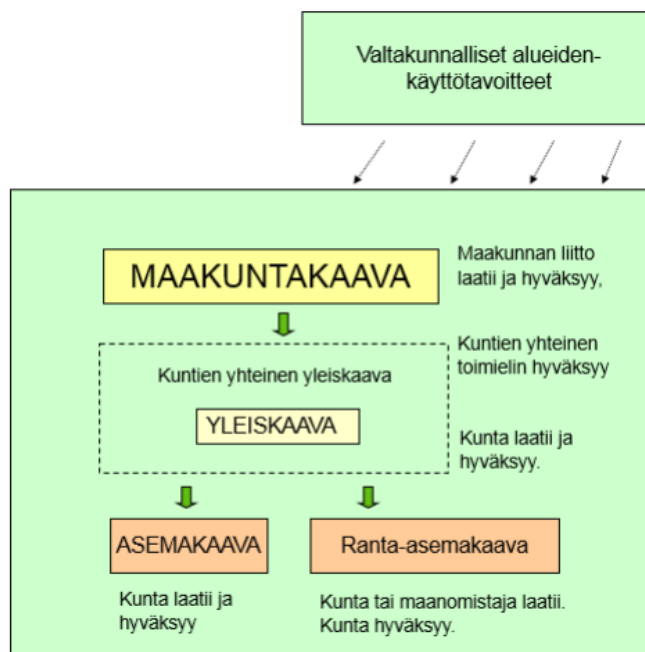 Valtakunnalliset alueiden-
käyttötavoitteet
MAAKUNTAKAAVA
Maakunnan liitto
laatii ja hyväksyy,
Kuntien yhteinen
toimielin hyväksyy
Kuntien yhteinen yleiskaava
YLEISKAAVA
Kunta laatii ja
hyväksyy.
ASEMAKAAVA
Ranta-asemakaava
Kunta laatii ja
hyväksyy
Kunta tai maanomistaja laatii.
Kunta hyväksyy.